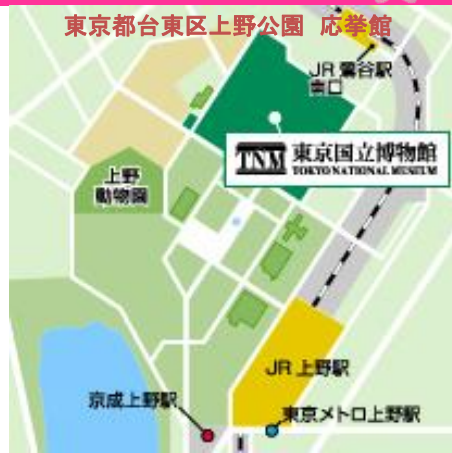 東京都台東区上野公園 応挙館
JR 鶯谷駅
南口
TNM 東京国立博物館
TOKYO NATIONAL MUSEUM
上野
動物園
JR 上野駅
京成上野駅
東京メトロ上野駅